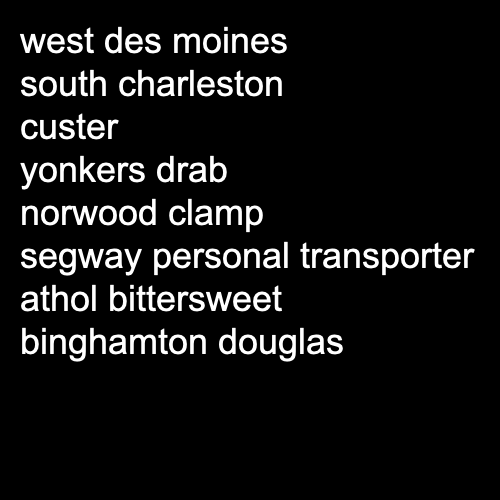 west des moines
south charleston
custer
yonkers drab
norwood clamp
segway personal transporter
athol bittersweet
binghamton douglas